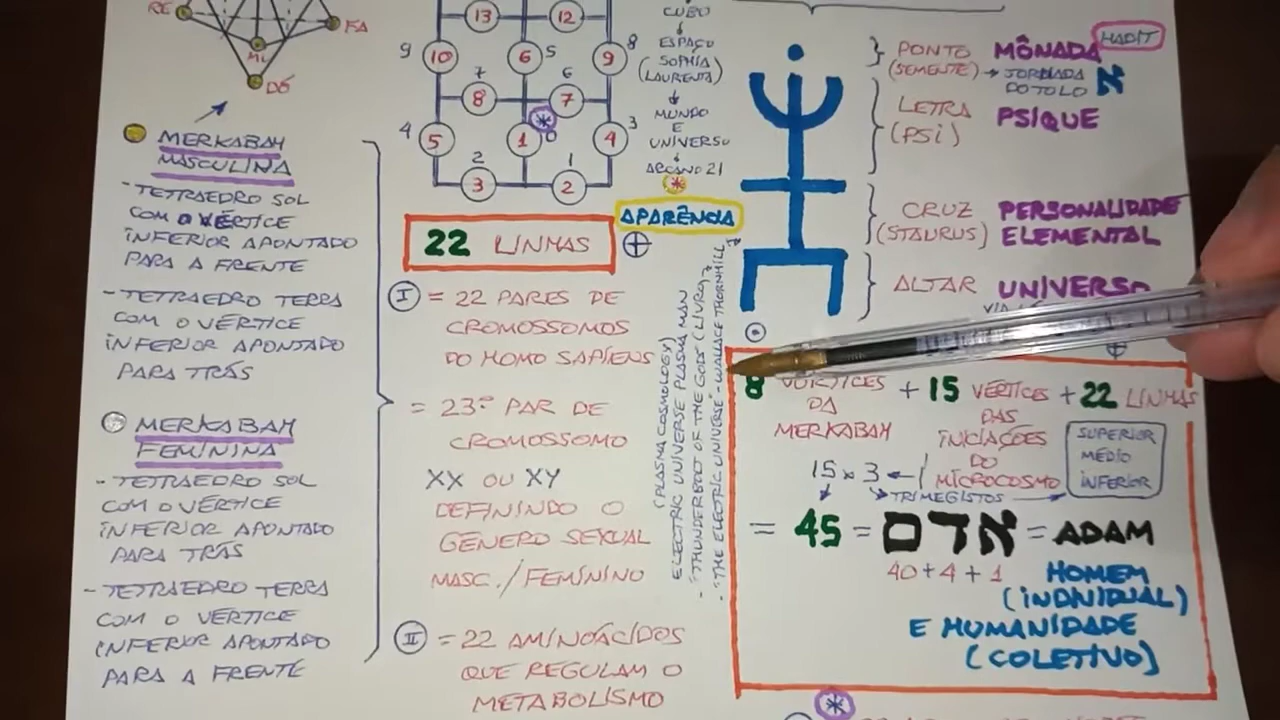 RÉ
FÁ
MI
DÓ
MERKABAH
MASCULINA
- TETRAEDRO SOL
COM O VÉRTICE
INFERIOR APONTADO
PARA A FRENTE
- TETRAEDRO TERRA
COM O VÉRTICE
INFERIOR APONTADO
PARA TRÁS
MERKABAH
FEMININA
- TETRAEDRO SOL
COM O VÉRTICE
INFERIOR APONTADO
PARA TRÁS
- TETRAEDRO TERRA
COM O VÉRTICE
INFERIOR APONTADO
PARA A FRENTE
13 12
9 10 6 5 9 8
7 8 7 6
4 5 1 0 4 3
2 3 2 1
22 LINHAS
I = 22 PARES DE
CROMOSSOMOS
DO HOMO SAPIENS
= 23º PAR DE
CROMOSSOMO
XX OU XY
DEFININDO O
GÊNERO SEXUAL
MASC./FEMININO
II = 22 AMINOÁCIDOS
QUE REGULAM O
METABOLISMO
CUBO
ESPAÇO
SOPHIA
(LAURENTA)
MUNDO
E
UNIVERSO
ARCANO 21
APARÊNCIA
(PLASMA COSMOLOGY)
ELECTRIC UNIVERSE PLASMA MAN
- "THUNDERBOLT OF THE GODS" (LIVRO)
- "THE ELECTRIC UNIVERSE" - WALLACE THORNHILL
PONTO MÔNADA HADIT
(SEMENTE) → JORNADA
DO TOLO א
LETRA PSIQUE
(PSI)
CRUZ PERSONALIDADE
(STAURUS) ELEMENTAL
ALTAR UNIVERSO
8 VÓRTICES + 15 VÉRTICES + 22 LINHAS
DA DAS
MERKABAH INICIAÇÕES
DO
MICROCOSMO
15 x 3
TRIMEGISTOS
SUPERIOR
MÉDIO
INFERIOR
= 45 = אדם = ADAM
40 + 4 + 1
HOMEM
(INDIVIDUAL)
E HUMANIDADE
(COLETIVO)